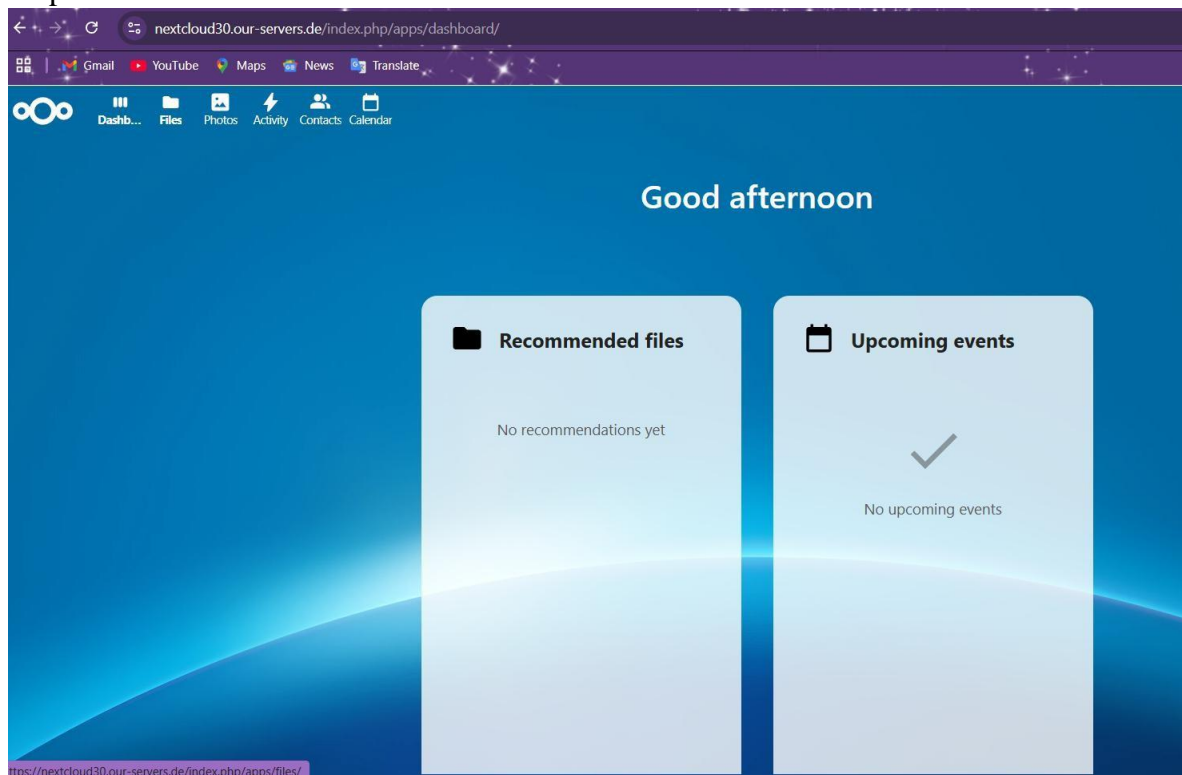 nextcloud30.our-servers.de/index.php/apps/dashboard/
Gmail YouTube Maps News Translate
Dashb... Files Photos Activity Contacts Calendar
Good afternoon
Recommended files
No recommendations yet
Upcoming events
No upcoming events
ttps://nextcloud30.our-servers.de/index.php/apps/files/